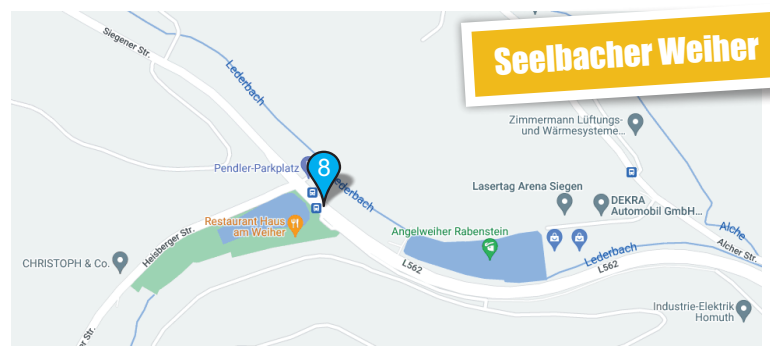 Seelbacher Weiher
Siegener Str.
Lederbach
Zimmermann Lüftungs-
und Wärmesysteme...
Pendler-Parkplatz
8
Lederbach
Lasertag Arena Siegen
DEKRA
Automobil GmbH...
Restaurant Haus
am Weiher
Angelweiher Rabenstein
Alche
Heisberger Str.
Lederbach
Alcher Str.
CHRISTOPH & Co.
L562
L562
Industrie-Elektrik
Homuth
r Str.